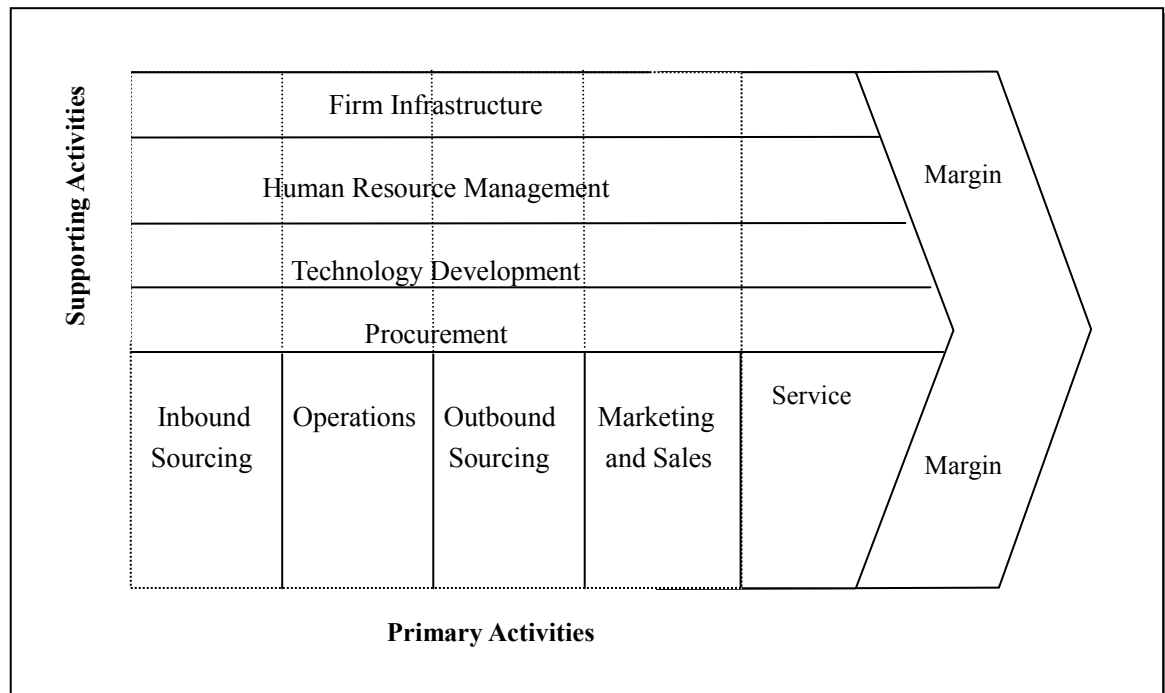 Supporting Activities
Firm Infrastructure
Human Resource Management
Technology Development
Procurement
Margin
Inbound
Sourcing
Operations
Outbound
Sourcing
Marketing
and Sales
Service
Margin
Primary Activities